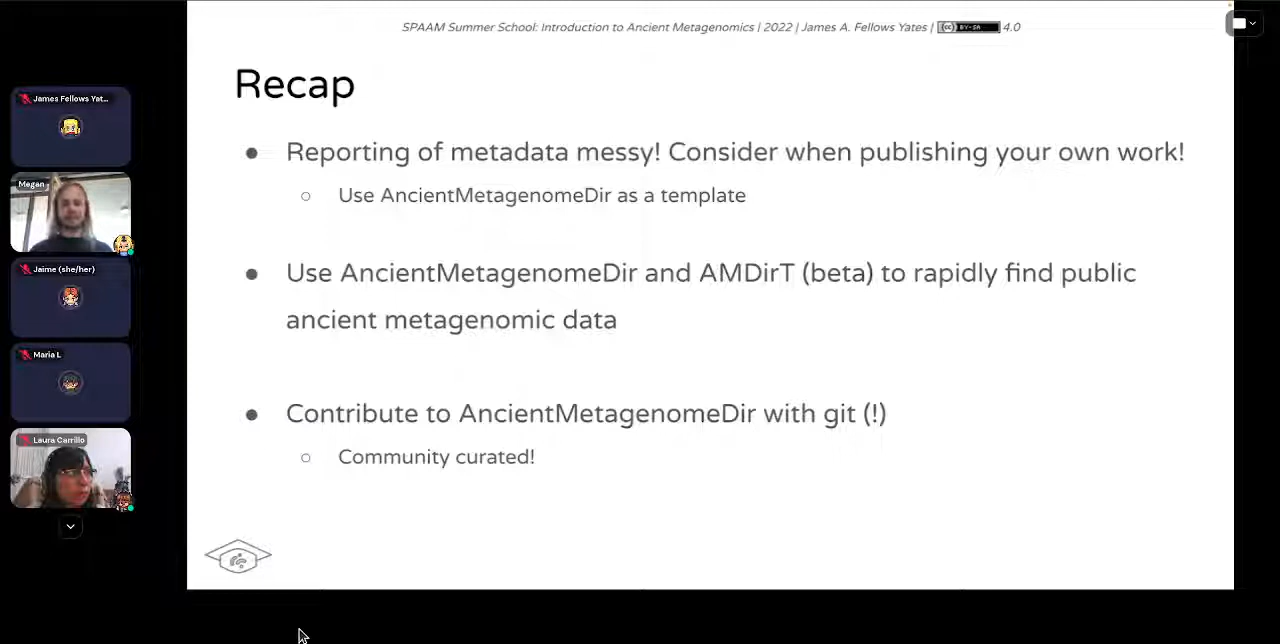 SPAAM Summer School: Introduction to Ancient Metagenomics | 2022 | James A. Fellows Yates | (cc) BY-SA 4.0
Recap
● Reporting of metadata messy! Consider when publishing your own work!
○ Use AncientMetagenomeDir as a template
● Use AncientMetagenomeDir and AMDirT (beta) to rapidly find public
ancient metagenomic data
● Contribute to AncientMetagenomeDir with git (!)
○ Community curated!
James Fellows Yat...
Megan
Jaime (she/her)
Maria L
Laura Carrillo